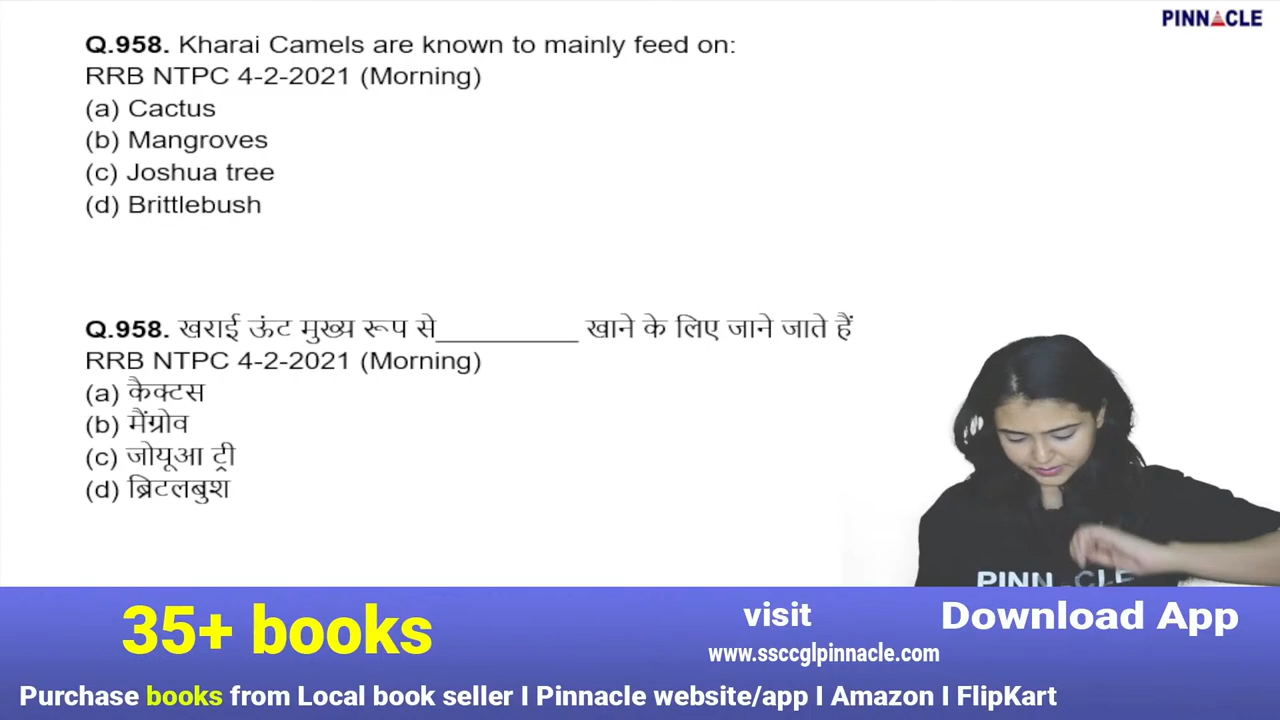 PINNACLE
Q.958. Kharai Camels are known to mainly feed on:
RRB NTPC 4-2-2021 (Morning)
(a) Cactus
(b) Mangroves
(c) Joshua tree
(d) Brittlebush
Q.958. खराई ऊंट मुख्य रूप से__________ खाने के लिए जाने जाते हैं
RRB NTPC 4-2-2021 (Morning)
(a) कैक्टस
(b) मैंग्रोव
(c) जोयूआ ट्री
(d) ब्रिटलबुश
PINNACLE
35+ books
visit
www.ssccglpinnacle.com
Download App
Purchase books from Local book seller I Pinnacle website/app I Amazon I FlipKart